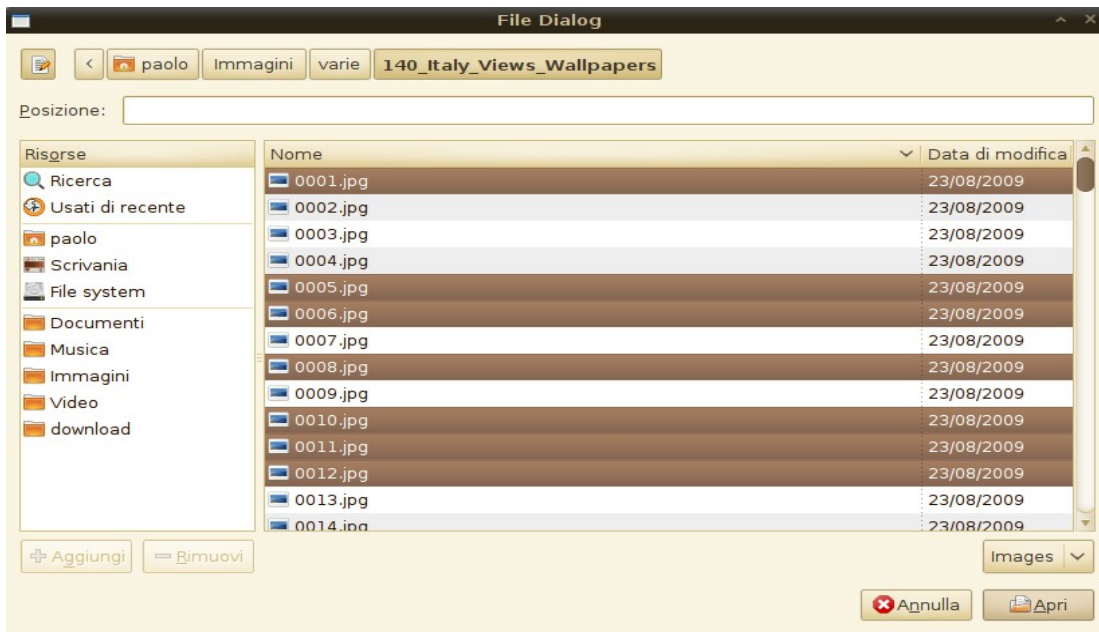 File Dialog
paolo Immagini varie 140_Italy_Views_Wallpapers
Posizione:
Risorse
Ricerca
Usati di recente
paolo
Scrivania
File system
Documenti
Musica
Immagini
Video
download
Nome Data di modifica
0001.jpg 23/08/2009
0002.jpg 23/08/2009
0003.jpg 23/08/2009
0004.jpg 23/08/2009
0005.jpg 23/08/2009
0006.jpg 23/08/2009
0007.jpg 23/08/2009
0008.jpg 23/08/2009
0009.jpg 23/08/2009
0010.jpg 23/08/2009
0011.jpg 23/08/2009
0012.jpg 23/08/2009
0013.jpg 23/08/2009
0014.jpg 23/08/2009
Aggiungi Rimuovi Images
Annulla Apri